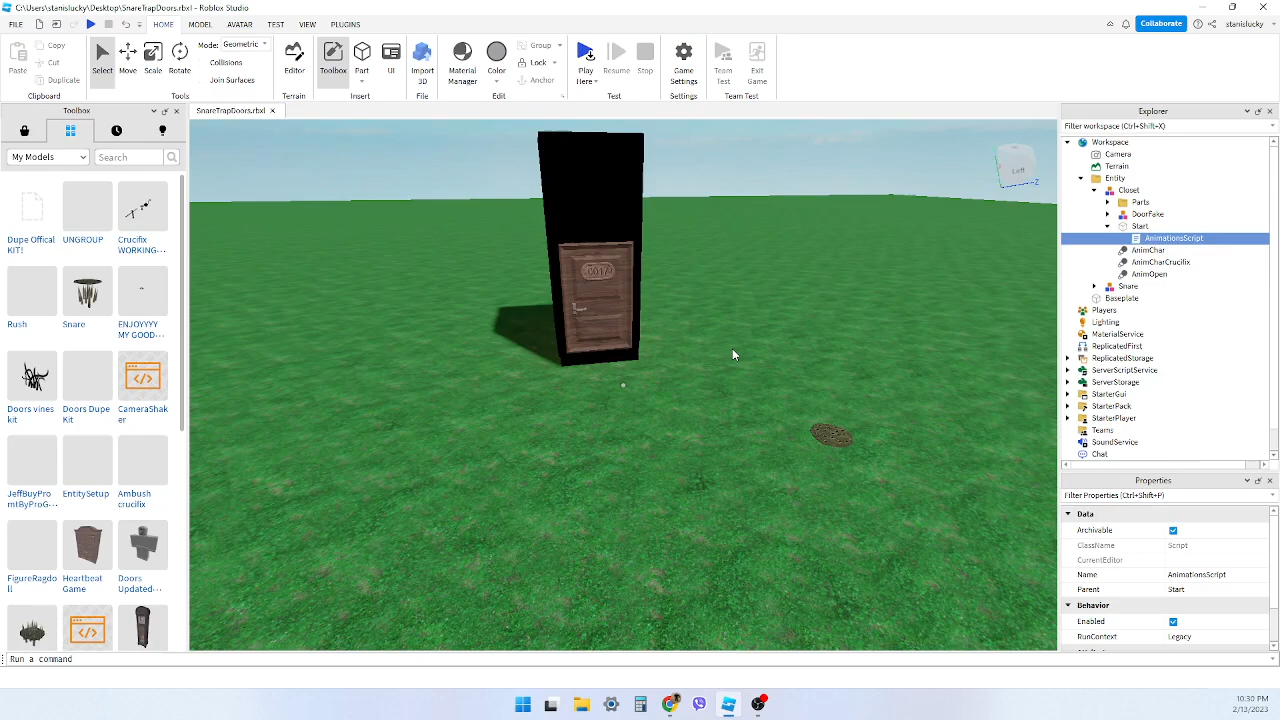 C:\Users\stanislucky\Desktop\SnareTrapDoors.rbxl - Roblox Studio
FILE HOME MODEL AVATAR TEST VIEW PLUGINS Collaborate stanislucky
Paste Copy Cut Duplicate Clipboard
Select Move Scale Rotate Mode: Geometric Collisions Join Surfaces Tools
Editor Terrain
Toolbox Part UI Insert
Import 3D File
Material Manager Color Group Lock Anchor Edit
Play Here Resume Stop Test
Game Settings Settings
Team Test Exit Game Team Test
Toolbox
My Models Search
Dupe Offical KIT! UNGROUP Crucifix WORKING...
Rush Snare ENJOYYYY MY GOOD...
Doors vines kit Doors Dupe Kit CameraShaker
JeffBuyPromtByProG... EntitySetup Ambush crucifix
FigureRagdoll Heartbeat Game Doors Updated...
SnareTrapDoors.rbxl
Left
-Z
Explorer
Filter workspace (Ctrl+Shift+X)
Workspace
Camera
Terrain
Entity
Closet
Parts
DoorFake
Start
AnimationsScript
AnimChar
AnimCharCrucifix
AnimOpen
Snare
Baseplate
Players
Lighting
MaterialService
ReplicatedFirst
ReplicatedStorage
ServerScriptService
ServerStorage
StarterGui
StarterPack
StarterPlayer
Teams
SoundService
Chat
Properties
Filter Properties (Ctrl+Shift+P)
Data
Archivable
ClassName Script
CurrentEditor
Name AnimationsScript
Parent Start
Behavior
Enabled
RunContext Legacy
Run a command
10:30 PM
2/13/2023